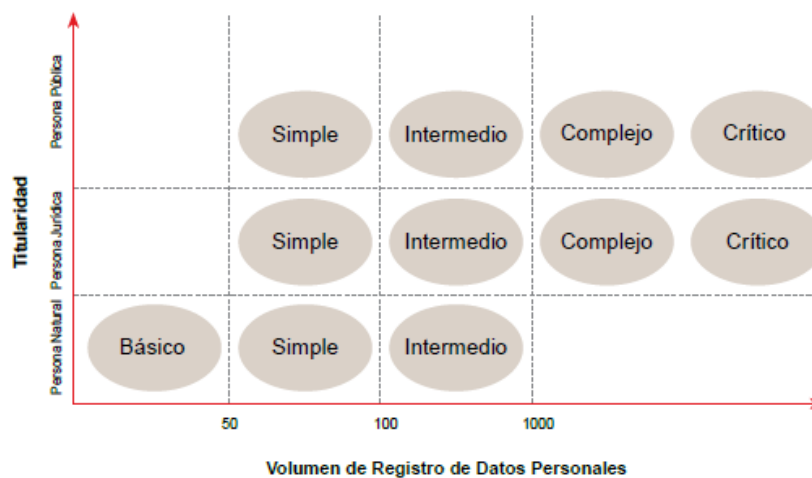 Titularidad
Persona Pública
Simple
Intermedio
Complejo
Crítico
Persona Jurídica
Simple
Intermedio
Complejo
Crítico
Persona Natural
Básico
Simple
Intermedio
50
100
1000
Volumen de Registro de Datos Personales